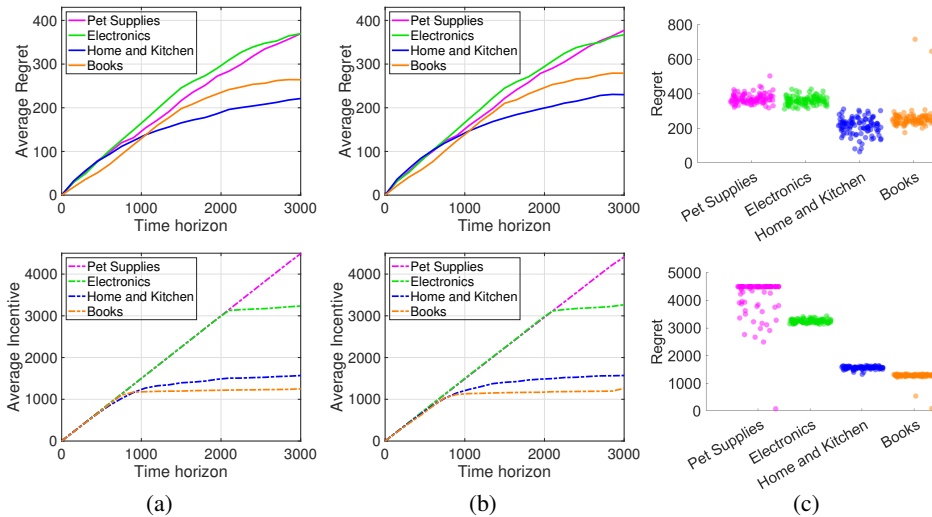 400
300
200
100
0
Average Regret
Pet Supplies
Electronics
Home and Kitchen
Books
0
1000
2000
3000
Time horizon
400
300
200
100
0
Average Regret
Pet Supplies
Electronics
Home and Kitchen
Books
0
1000
2000
3000
Time horizon
800
600
400
200
0
Regret
Pet Supplies
Electronics
Home and Kitchen
Books
4000
3000
2000
1000
0
Average Incentive
Pet Supplies
Electronics
Home and Kitchen
Books
0
1000
2000
3000
Time horizon
4000
3000
2000
1000
0
Average Incentive
Pet Supplies
Electronics
Home and Kitchen
Books
0
1000
2000
3000
Time horizon
5000
4000
3000
2000
1000
0
Regret
Pet Supplies
Electronics
Home and Kitchen
Books
(a)
(b)
(c)